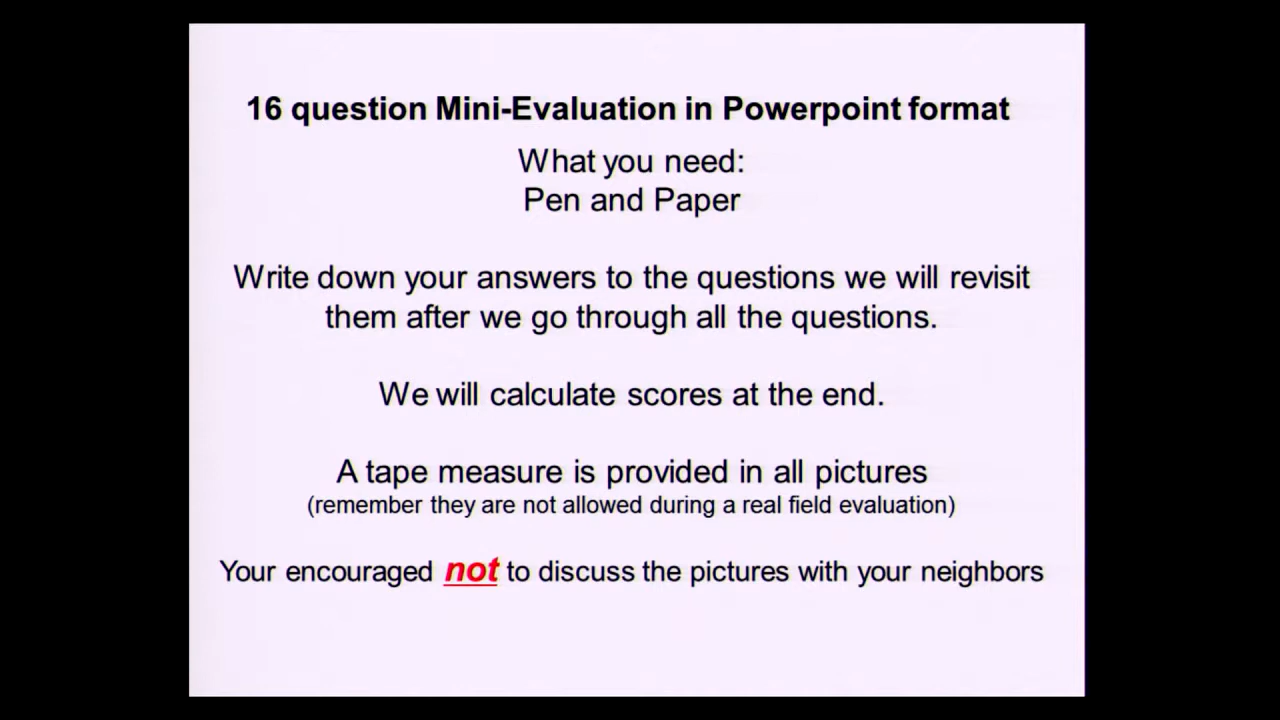 16 question Mini-Evaluation in Powerpoint format
What you need:
Pen and Paper
Write down your answers to the questions we will revisit
them after we go through all the questions.
We will calculate scores at the end.
A tape measure is provided in all pictures
(remember they are not allowed during a real field evaluation)
Your encouraged not to discuss the pictures with your neighbors